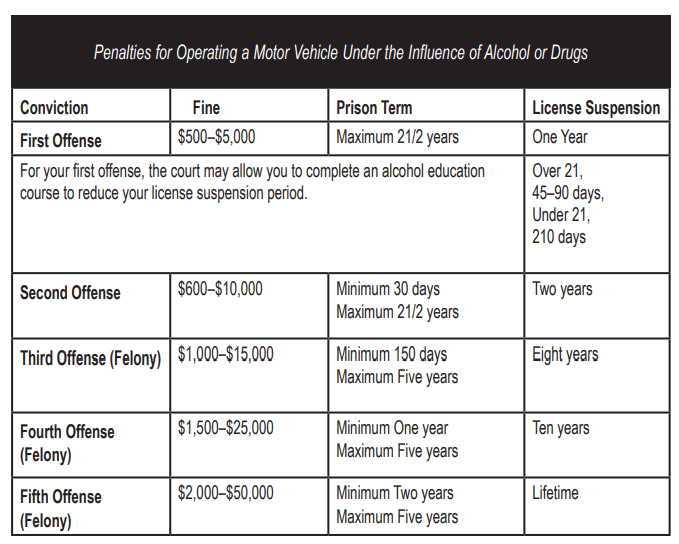 Penalties for Operating a Motor Vehicle Under the Influence of Alcohol or Drugs
Conviction Fine Prison Term License Suspension
First Offense $500–$5,000 Maximum 21/2 years One Year
For your first offense, the court may allow you to complete an alcohol education
course to reduce your license suspension period.
Over 21,
45–90 days,
Under 21,
210 days
Second Offense $600–$10,000 Minimum 30 days Two years
Maximum 21/2 years
Third Offense (Felony) $1,000–$15,000 Minimum 150 days Eight years
Maximum Five years
Fourth Offense $1,500–$25,000 Minimum One year Ten years
(Felony) Maximum Five years
Fifth Offense $2,000–$50,000 Minimum Two years Lifetime
(Felony) Maximum Five years